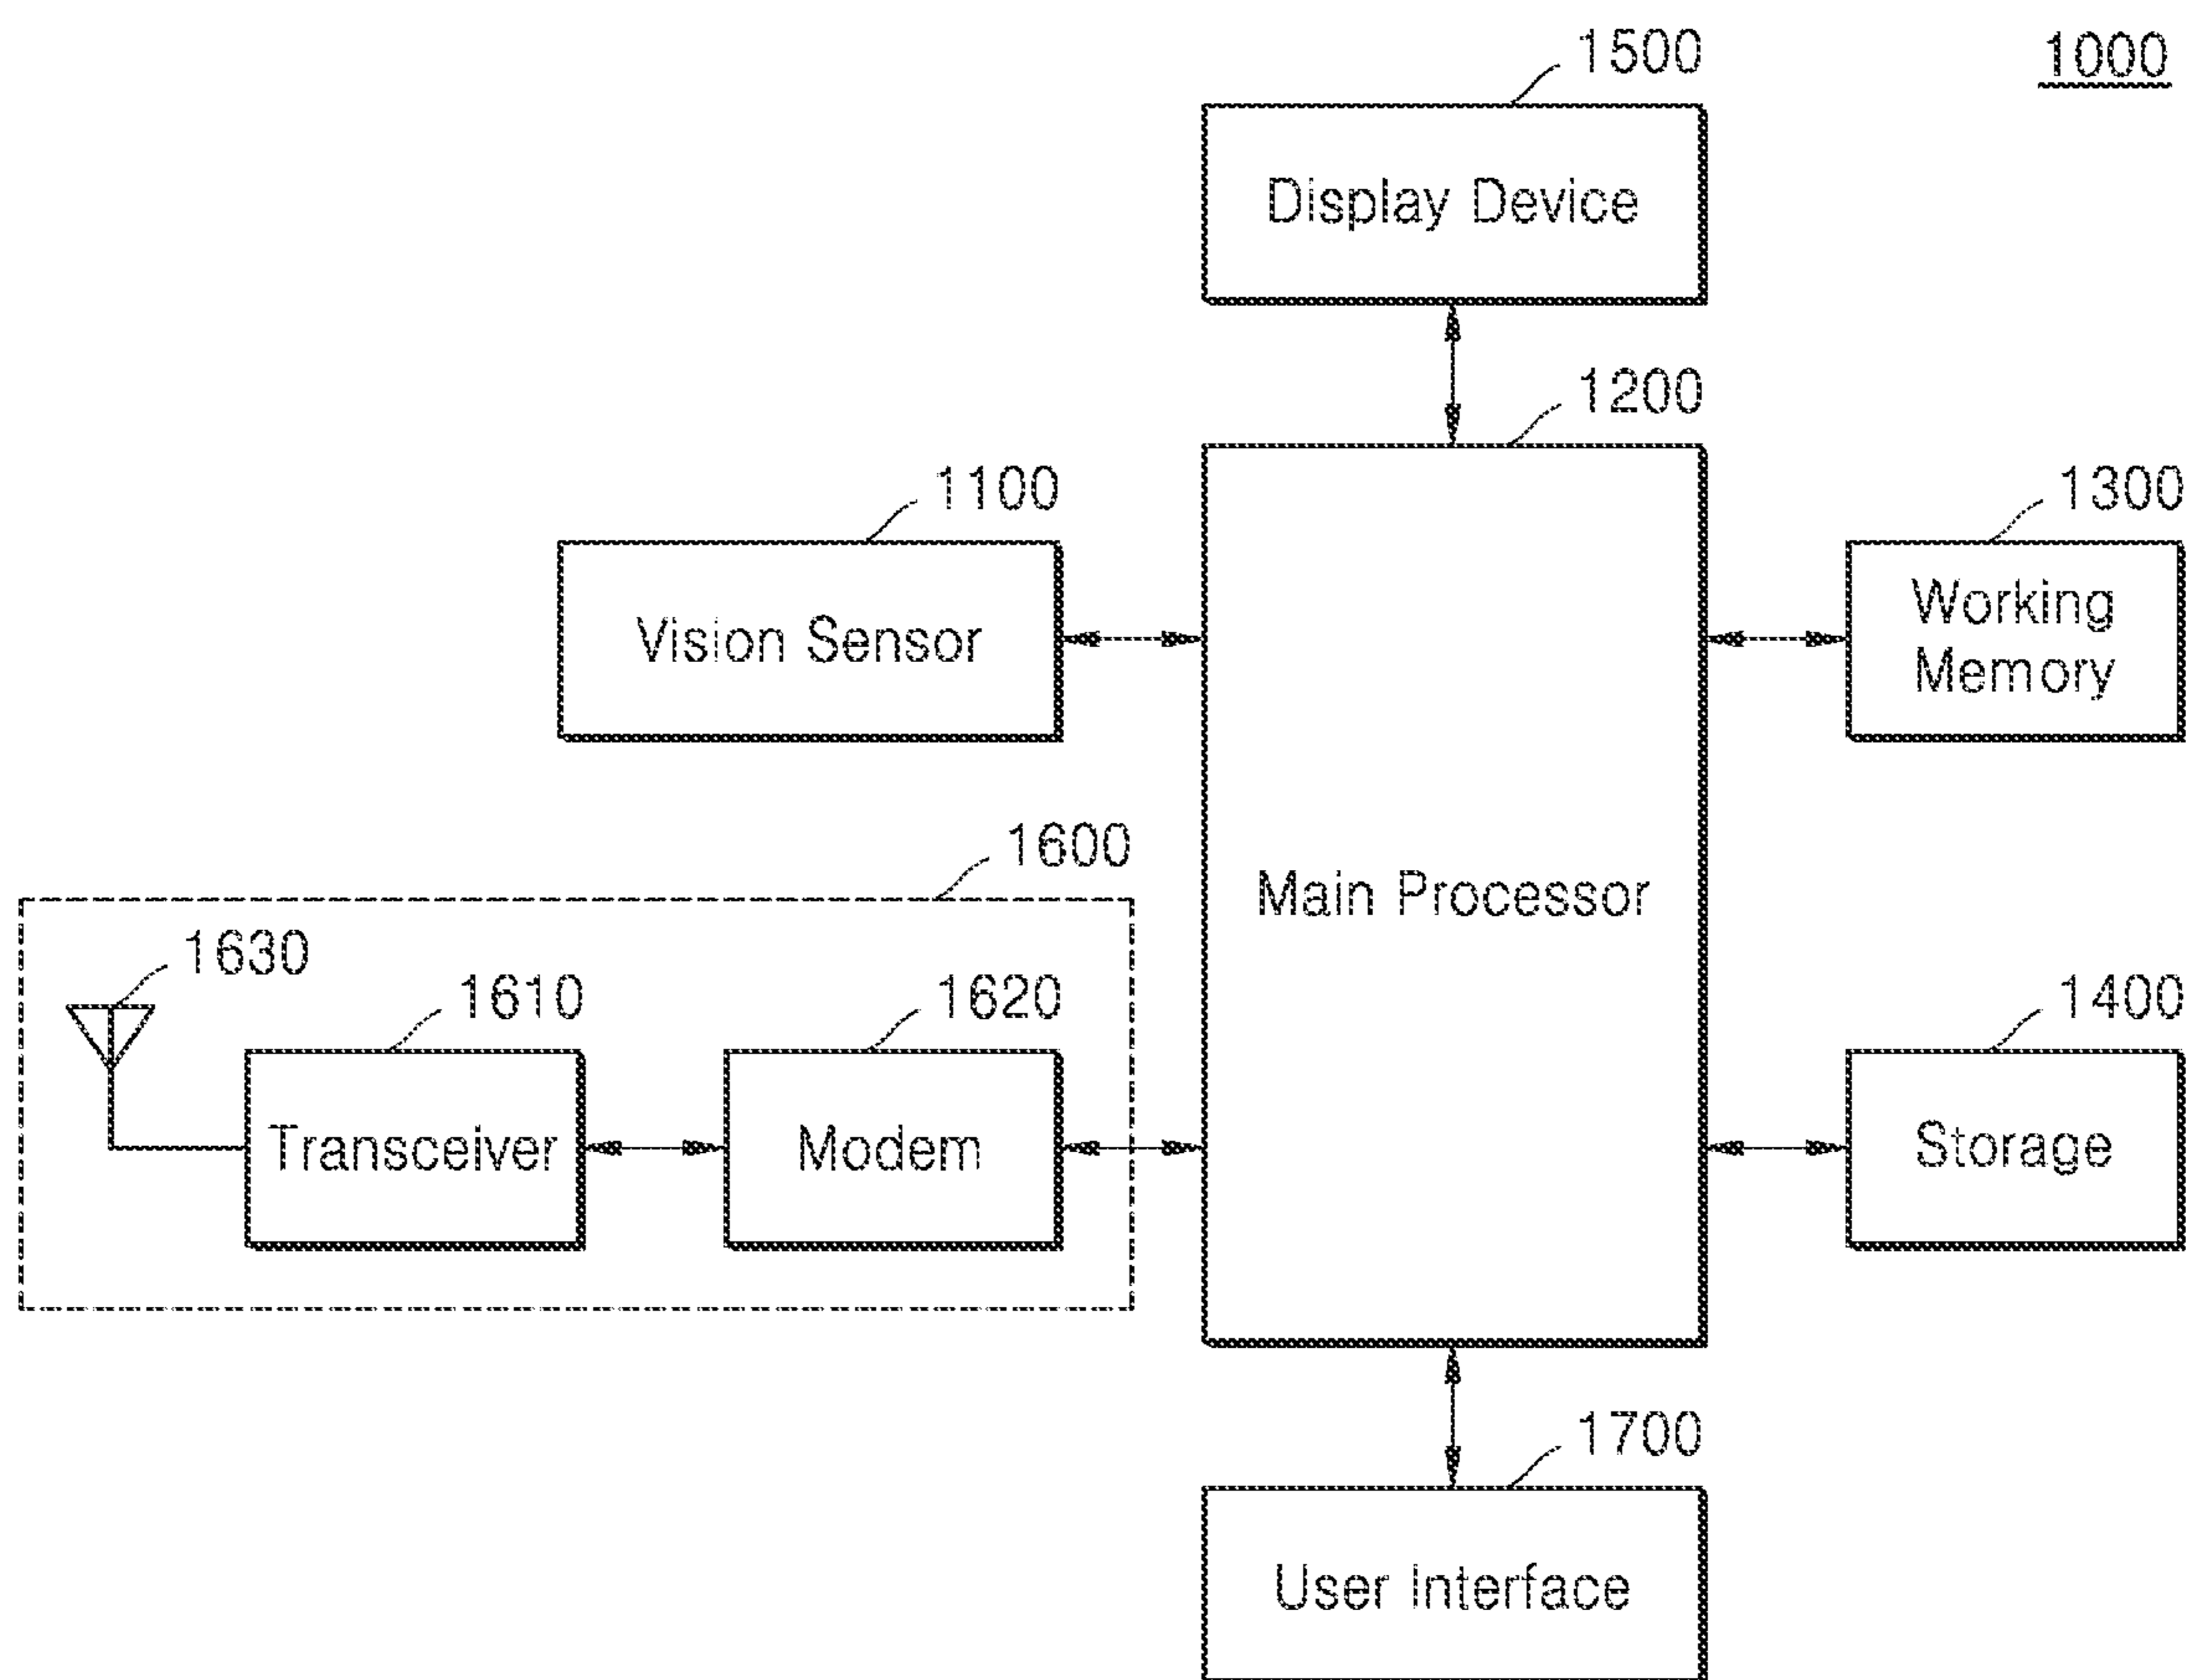 1000
1500
Display Device
1200
1100
1300
Vision Sensor
Working
Memory
1600
Main Processor
1630
1610
1620
1400
Transceiver
Modem
Storage
1700
User Interface